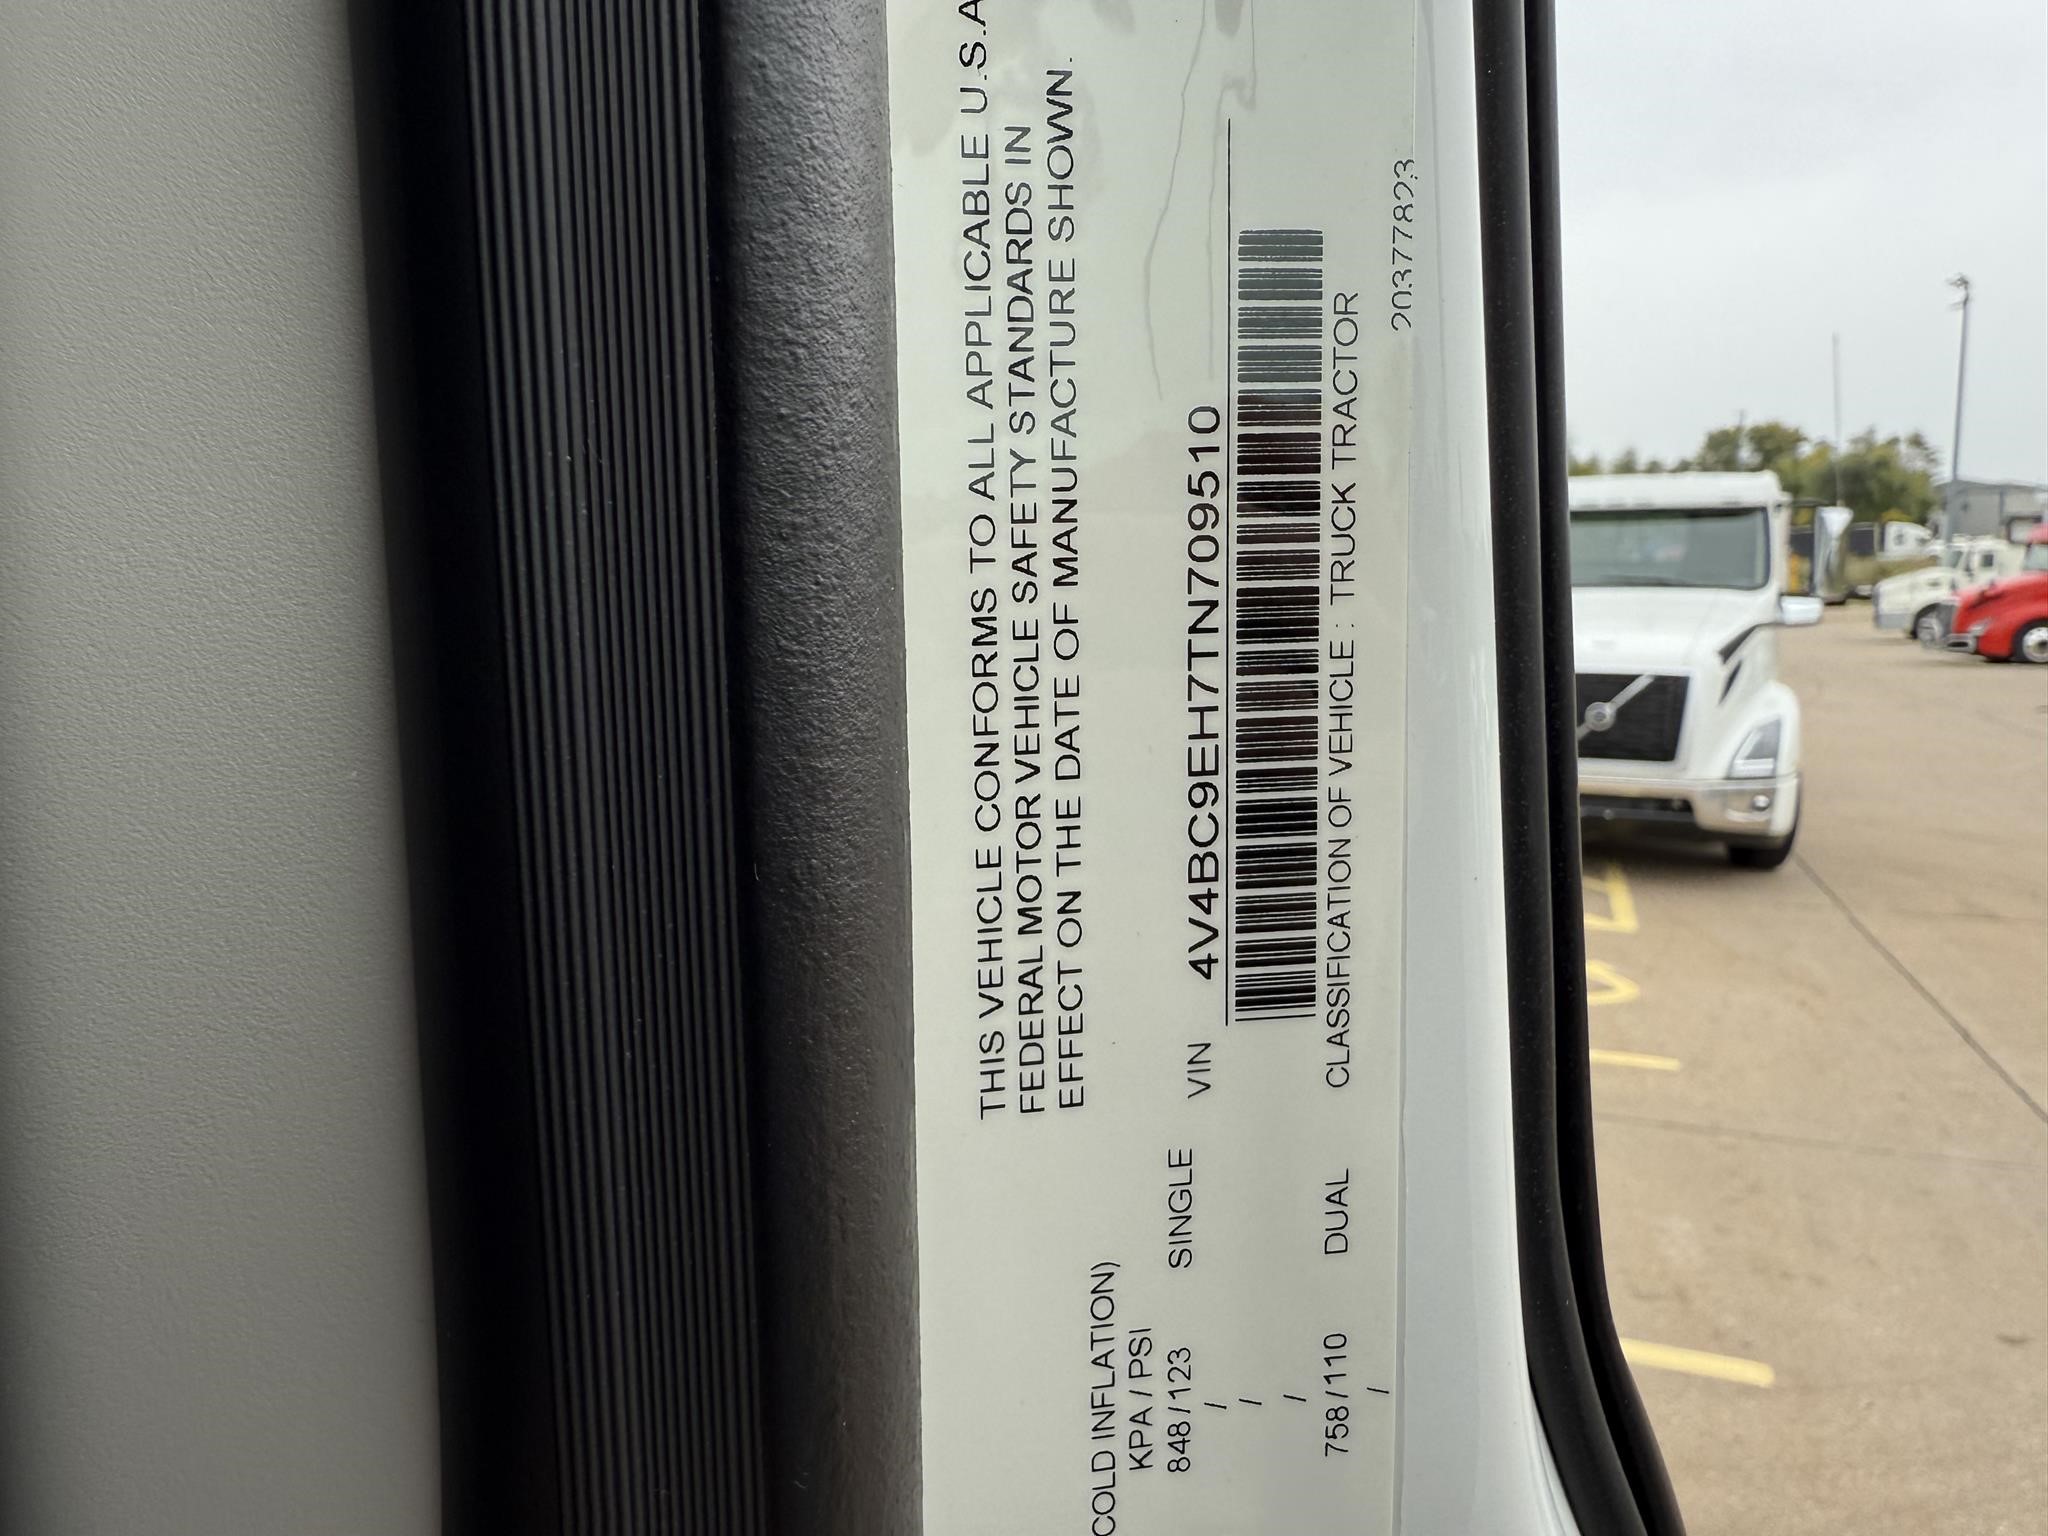 THIS VEHICLE CONFORMS TO ALL APPLICABLE U.S.A
FEDERAL MOTOR VEHICLE SAFETY STANDARDS IN
EFFECT ON THE DATE OF MANUFACTURE SHOWN.
COLD INFLATION)
KPA / PSI
848 / 123 SINGLE
/
/
/
758 / 110 DUAL
/
VIN 4V4BC9EH7TN709510
CLASSIFICATION OF VEHICLE : TRUCK TRACTOR
20377823